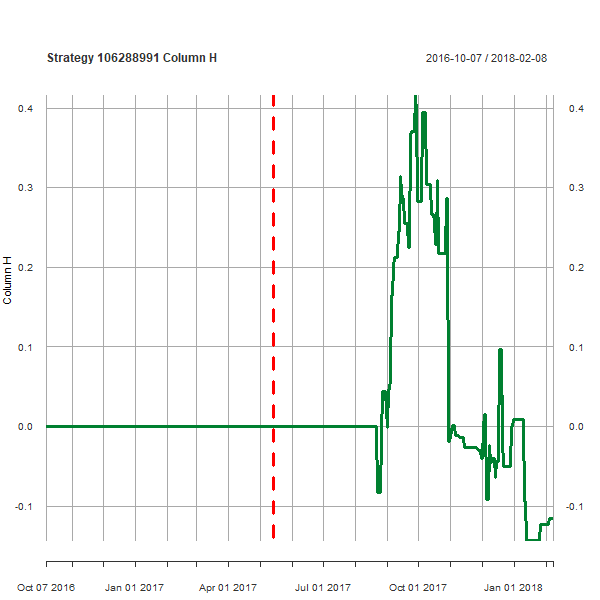 Strategy 106288991 Column H
2016-10-07 / 2018-02-08
0.4
0.4
0.3
0.3
0.2
0.2
0.1
0.1
0.0
0.0
-0.1
-0.1
Column H
Oct 07 2016
Jan 01 2017
Apr 01 2017
Jul 01 2017
Oct 01 2017
Jan 01 2018